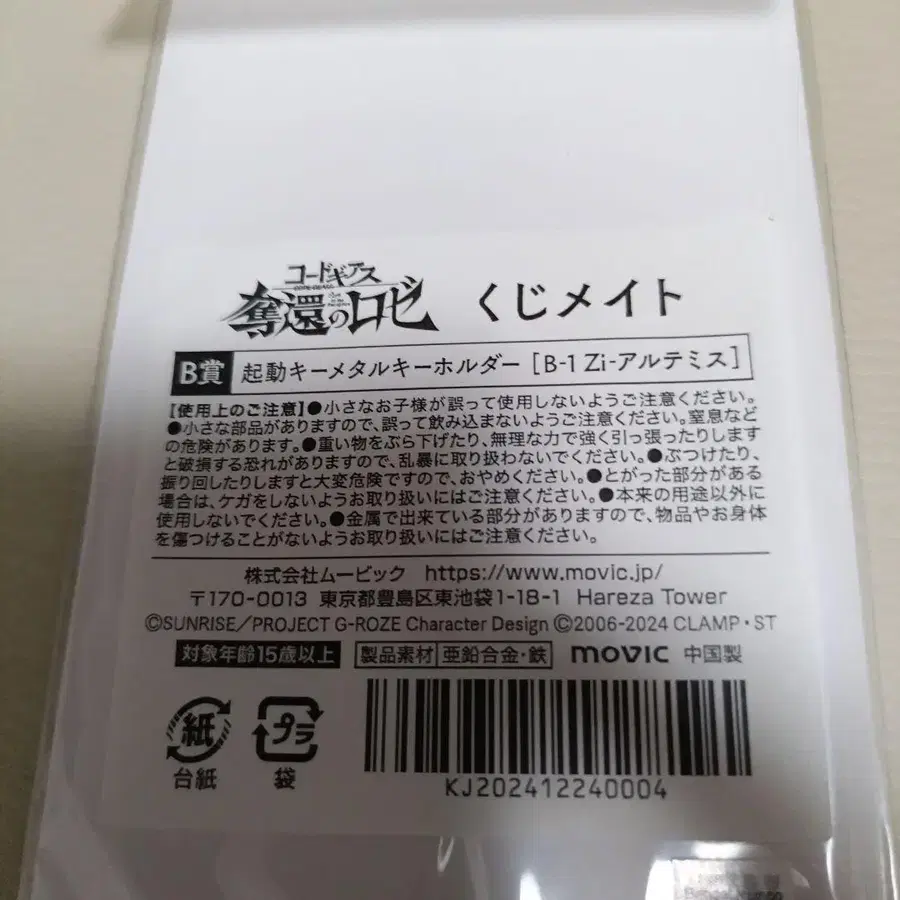 コードギアス
奪還のロゼ くじメイト
B賞 起動キーメタルキーホルダー [B-1 Zi-アルテミス]
【使用上のご注意】●小さなお子様が誤って使用しないようご注意ください。
●小さな部品がありますので、誤って飲み込まないようご注意ください。窒息など
の危険があります。●重い物をぶら下げたり、無理な力で強く引っ張ったりします
と破損する恐れがありますので、乱暴に取り扱わないでください。●ぶつけたり、
振り回したりしますと大変危険ですので、おやめください。●とがった部分がある
場合は、ケガをしないようお取り扱いにはご注意ください。●本来の用途以外に
使用しないでください。●金属で出来ている部分がありますので、物品やお身体
を傷つけることがないようお取り扱いにはご注意ください。
株式会社ムービック https://www.movic.jp/
〒170-0013 東京都豊島区東池袋1-18-1 Hareza Tower
©SUNRISE／PROJECT G-ROZE Character Design ©2006-2024 CLAMP・ST
対象年齢15歳以上 製品素材 亜鉛合金・鉄 movic 中国製
紙 プラ
台紙 袋
KJ202412240004